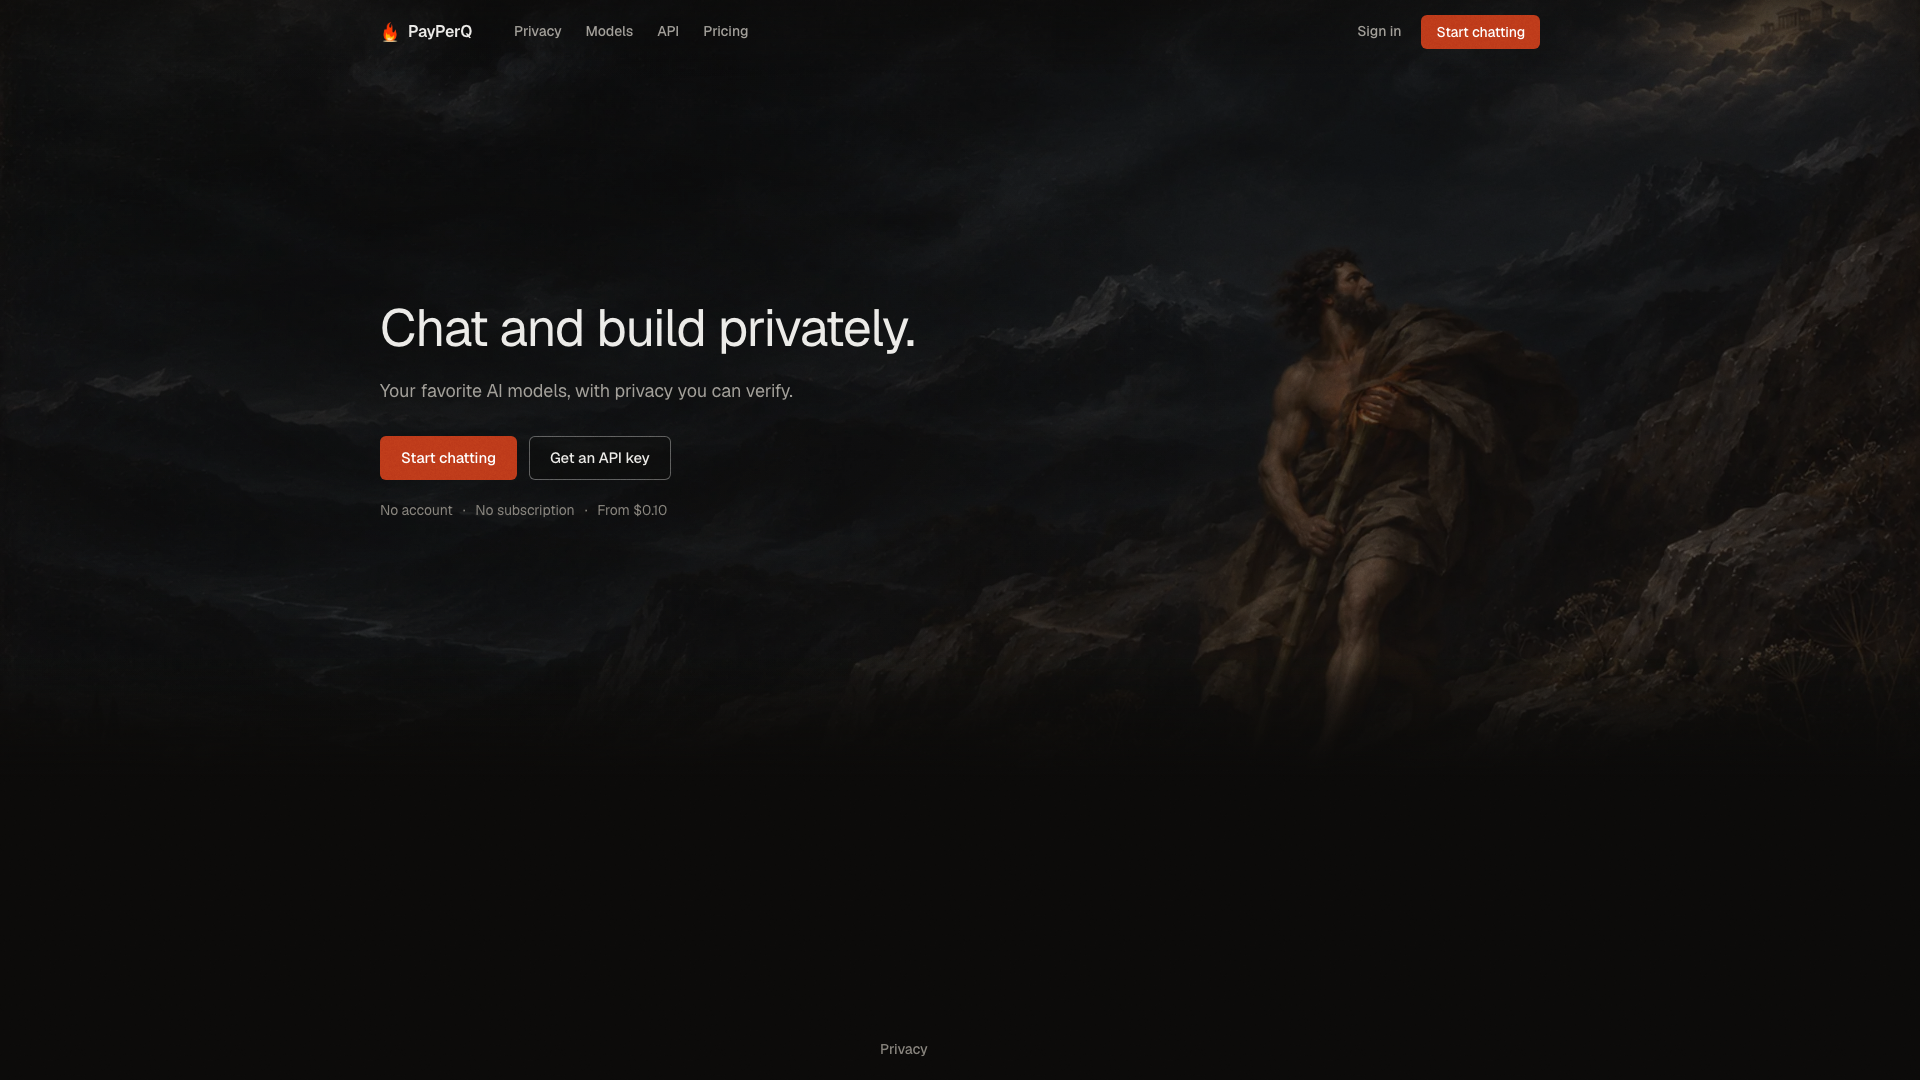 PayPerQ
Privacy
Models
API
Pricing
Sign in
Start chatting
Chat and build privately.
Your favorite AI models, with privacy you can verify.
Start chatting
Get an API key
No account · No subscription · From $0.10
Privacy